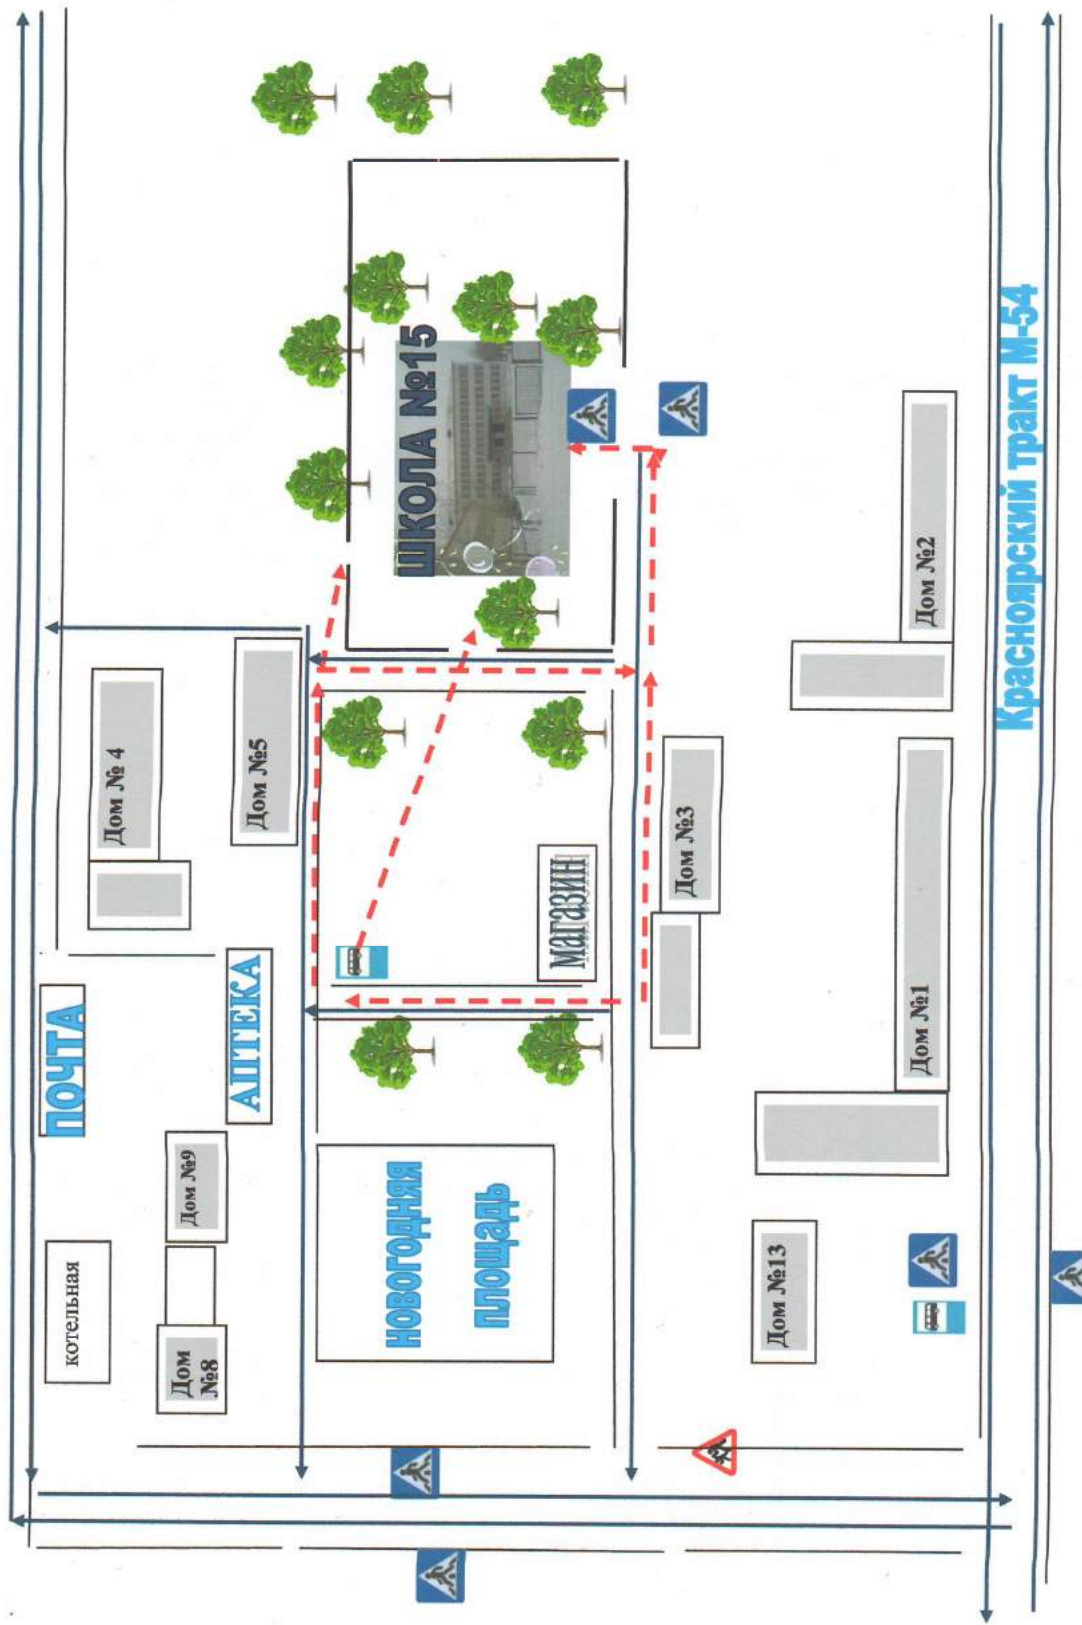 ПОЧТА
котельная
Дом № 4
Дом №9
Дом
№8
Дом №5
АПТЕКА
ШКОЛА №15
НОВОГОДНЯЯ
ПЛОЩАДЬ
магазин
Дом №3
Дом №13
Дом №2
Дом №1
Красноярский тракт М-54